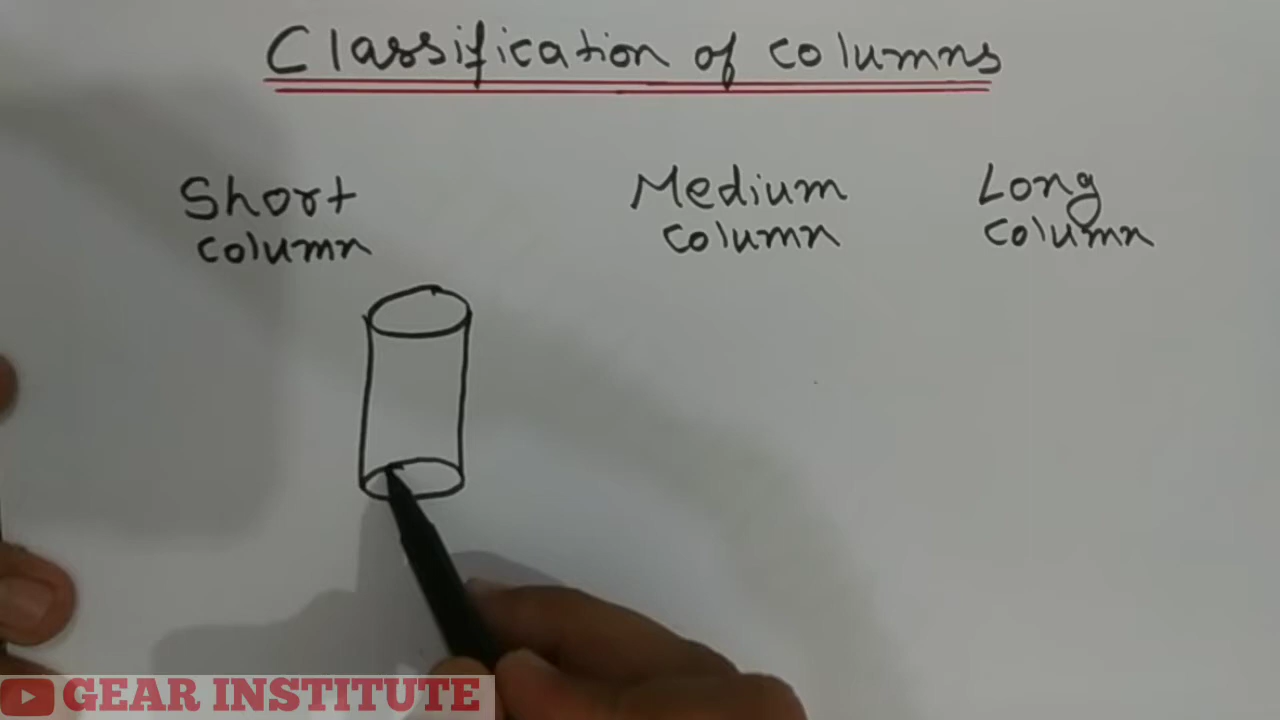 Classification of columns
Short
column
Medium
column
Long
column
GEAR INSTITUTE